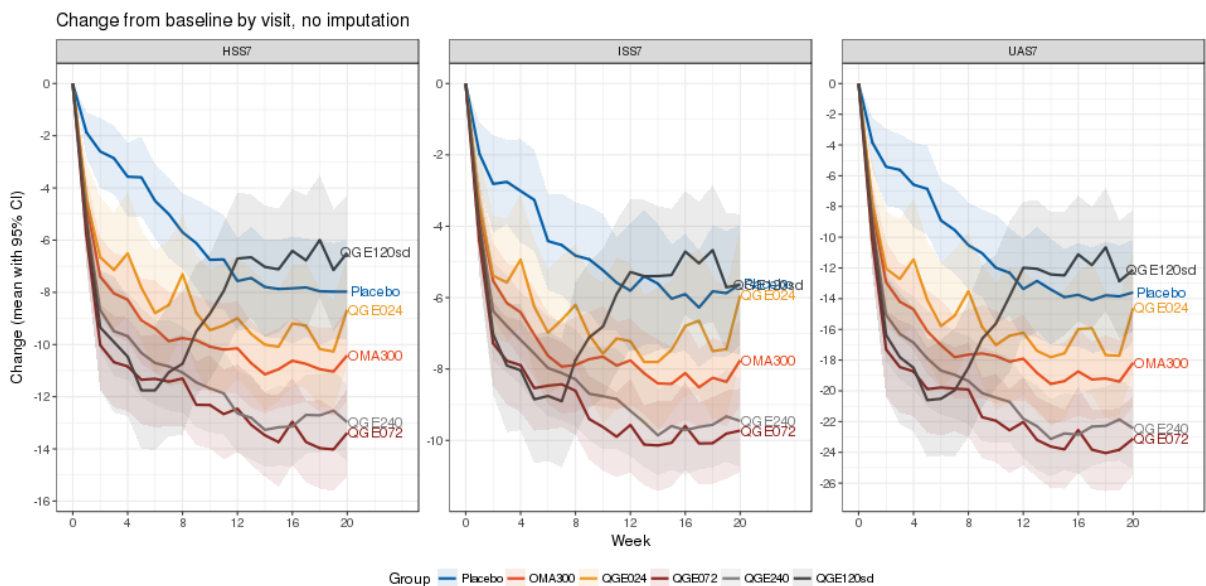 Change from baseline by visit, no imputation
HSS7
ISS7
UAS7
Change (mean with 95% CI)
0
-2
-4
-6
-8
-10
-12
-14
-16
0
4
8
12
16
20
QGE120sd
Placebo
QGE024
OMA300
QGE240
QGE072
0
-2
-4
-6
-8
-10
0
4
8
12
16
20
QGE120sd
Placebo
QGE024
OMA300
QGE240
QGE072
0
-2
-4
-6
-8
-10
-12
-14
-16
-18
-20
-22
-24
-26
0
4
8
12
16
20
QGE120sd
Placebo
QGE024
OMA300
QGE240
QGE072
Week
Group Placebo OMA300 QGE024 QGE072 QGE240 QGE120sd